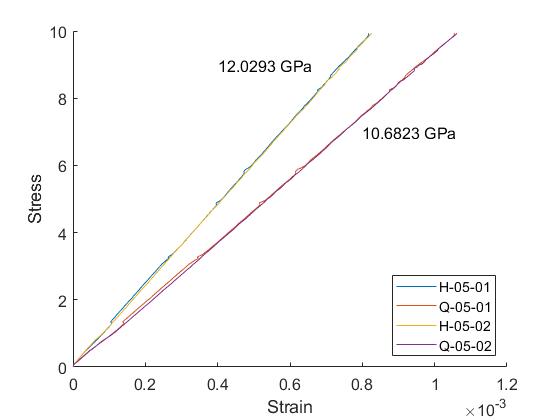 10
12.0293 GPa
8
10.6823 GPa
6
Stress
4
H-05-01
2
Q-05-01
H-05-02
Q-05-02
0
0 0.2 0.4 0.6 0.8 1 1.2
Strain
×10-3